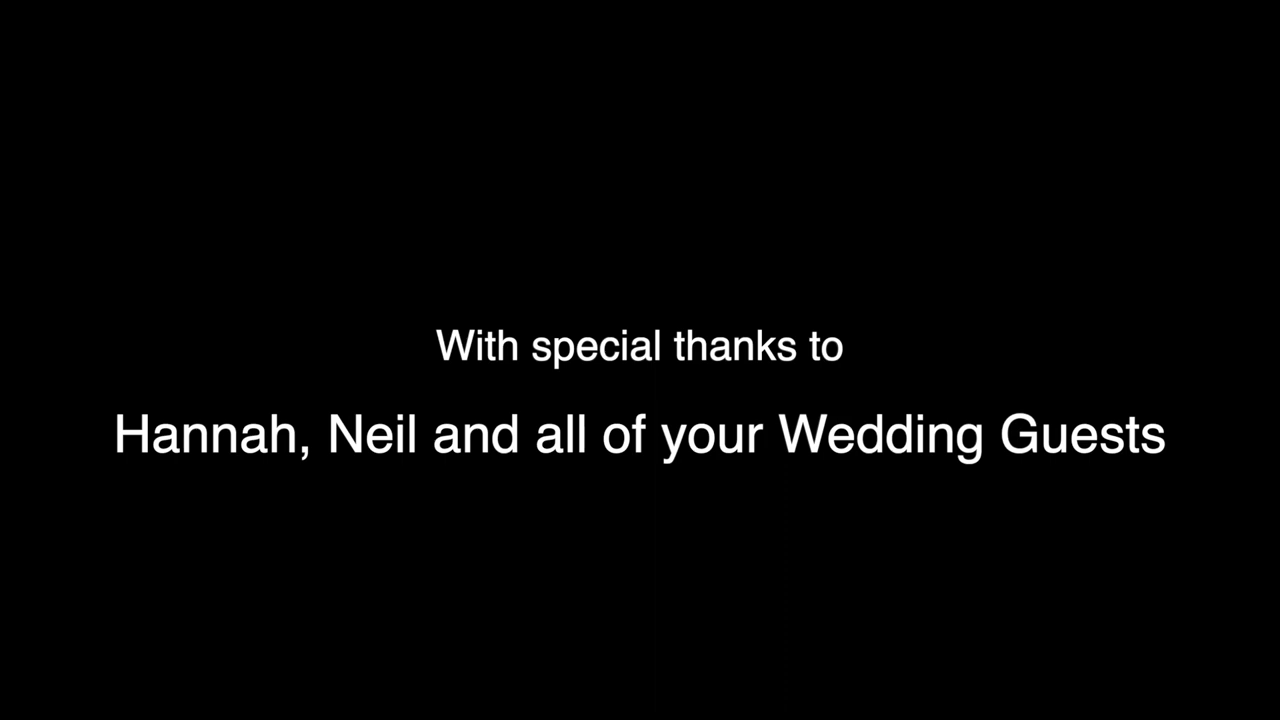 With special thanks to
Hannah, Neil and all of your Wedding Guests